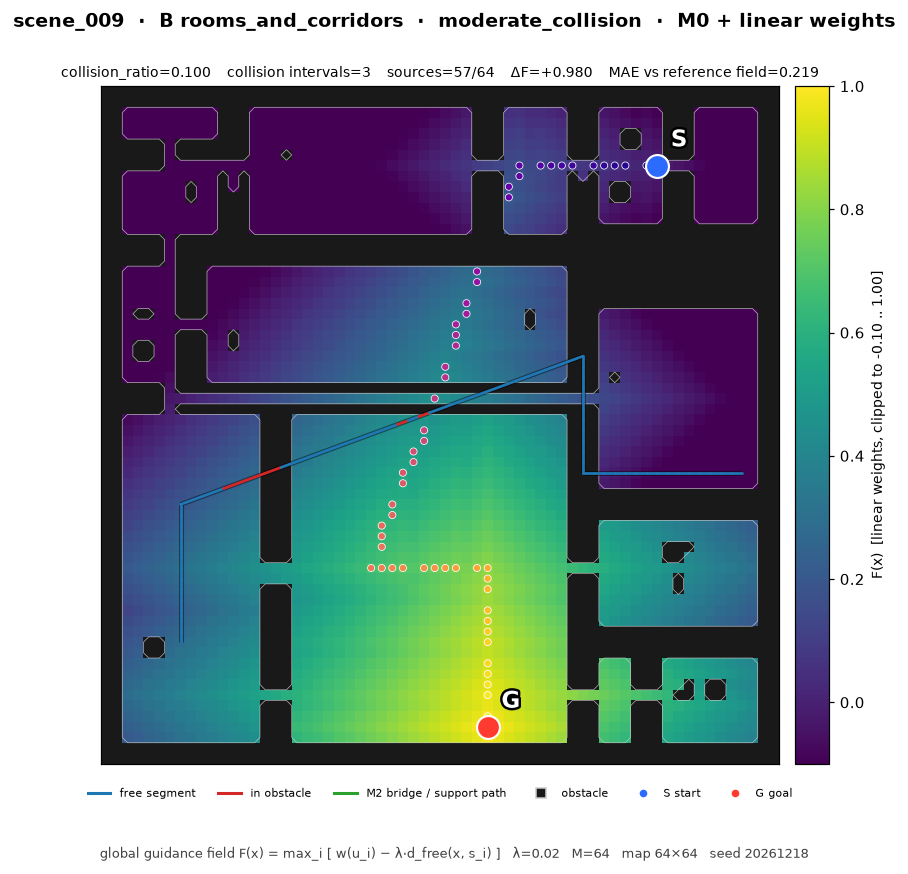 scene_009 · B rooms_and_corridors · moderate_collision · M0 + linear weights
collision_ratio=0.100 collision intervals=3 sources=57/64 ΔF=+0.980 MAE vs reference field=0.219
S
G
1.0
0.8
0.6
0.4
0.2
0.0
F(x) [linear weights, clipped to -0.10 .. 1.00]
free segment
in obstacle
M2 bridge / support path
obstacle
S start
G goal
global guidance field F(x) = max_i [ w(u_i) − λ·d_free(x, s_i) ] λ=0.02 M=64 map 64×64 seed 20261218